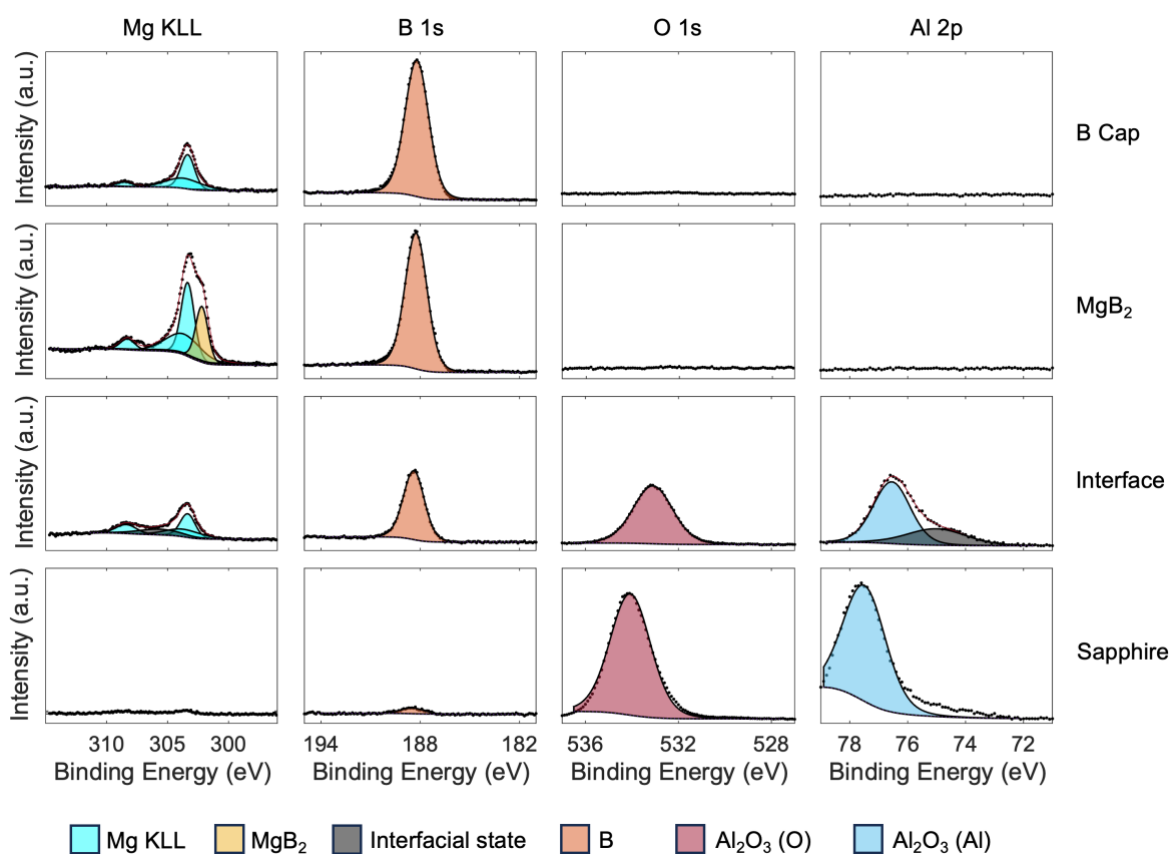 Mg KLL B 1s O 1s Al 2p
Intensity (a.u.) B Cap
Intensity (a.u.) MgB₂
Intensity (a.u.) Interface
Intensity (a.u.) Sapphire
310 305 300 194 188 182 536 532 528 78 76 74 72
Binding Energy (eV) Binding Energy (eV) Binding Energy (eV) Binding Energy (eV)
Mg KLL MgB₂ Interfacial state B Al₂O₃ (O) Al₂O₃ (Al)